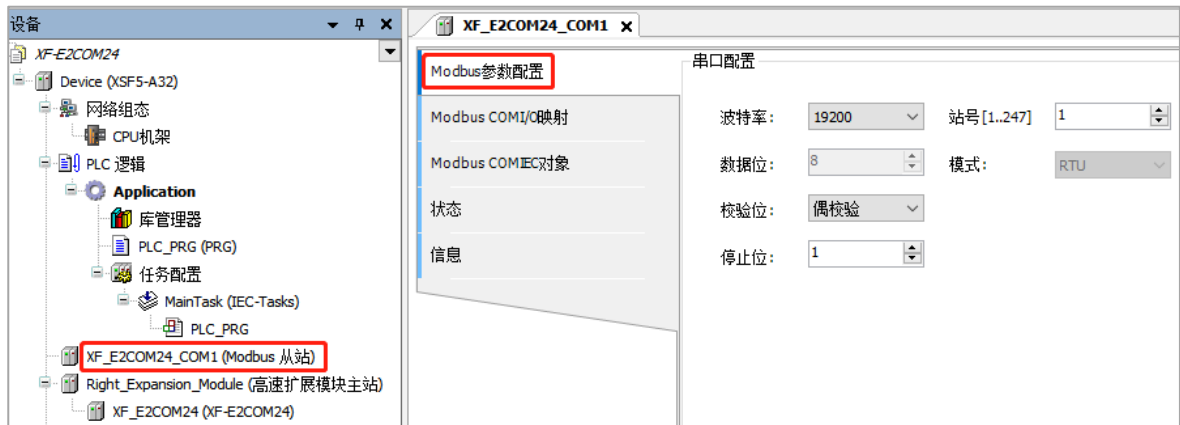 设备
XF-E2COM24
Device (XSF5-A32)
网络组态
CPU机架
PLC 逻辑
Application
库管理器
PLC_PRG (PRG)
任务配置
MainTask (IEC-Tasks)
PLC_PRG
XF_E2COM24_COM1 (Modbus 从站)
Right_Expansion_Module (高速扩展模块主站)
XF_E2COM24 (XF-E2COM24)
XF_E2COM24_COM1
Modbus参数配置
Modbus COMI/O映射
Modbus COMIEC对象
状态
信息
串口配置
波特率: 19200 站号[1..247] 1
数据位: 8 模式: RTU
校验位: 偶校验
停止位: 1